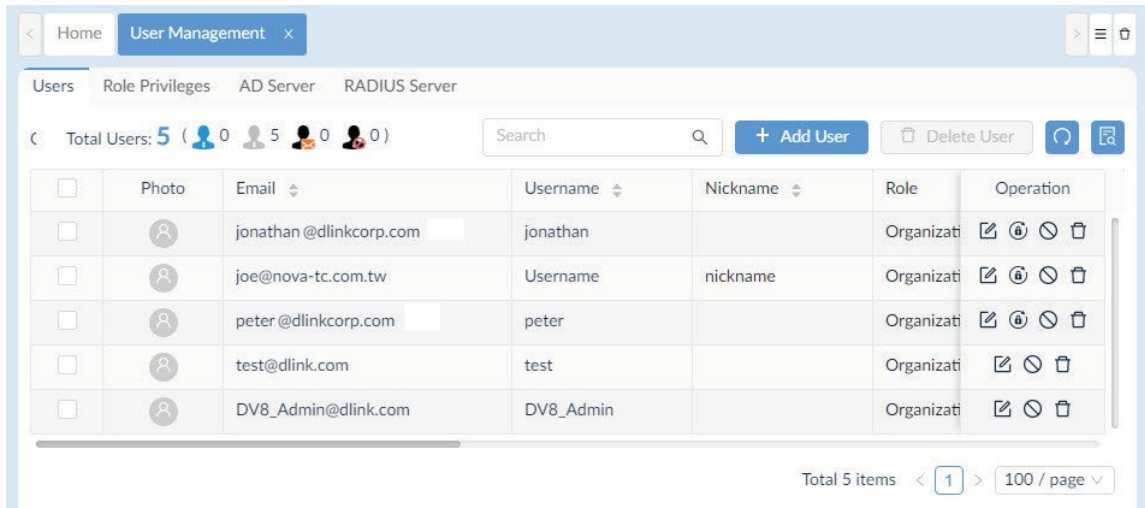 < Home User Management x >
Users Role Privileges AD Server RADIUS Server
Total Users: 5 ( 0 5 0 0 ) Search + Add User Delete User
Photo Email Username Nickname Role Operation
jonathan @dlinkcorp.com jonathan Organizati
joe@nova-tc.com.tw Username nickname Organizati
peter @dlinkcorp.com peter Organizati
test@dlink.com test Organizati
DV8_Admin@dlink.com DV8_Admin Organizati
Total 5 items < 1 > 100 / page